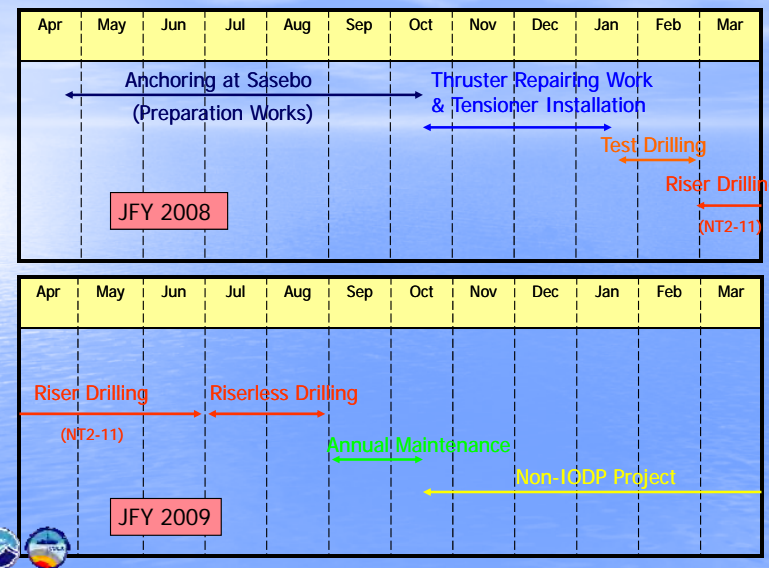 Apr May Jun Jul Aug Sep Oct Nov Dec Jan Feb Mar
Anchoring at Sasebo
(Preparation Works)
Thruster Repairing Work
& Tensioner Installation
Test Drilling
Riser Drillin
(NT2-11)
JFY 2008
Apr May Jun Jul Aug Sep Oct Nov Dec Jan Feb Mar
Riser Drilling
(NT2-11)
Riserless Drilling
Annual Maintenance
Non-IODP Project
JFY 2009